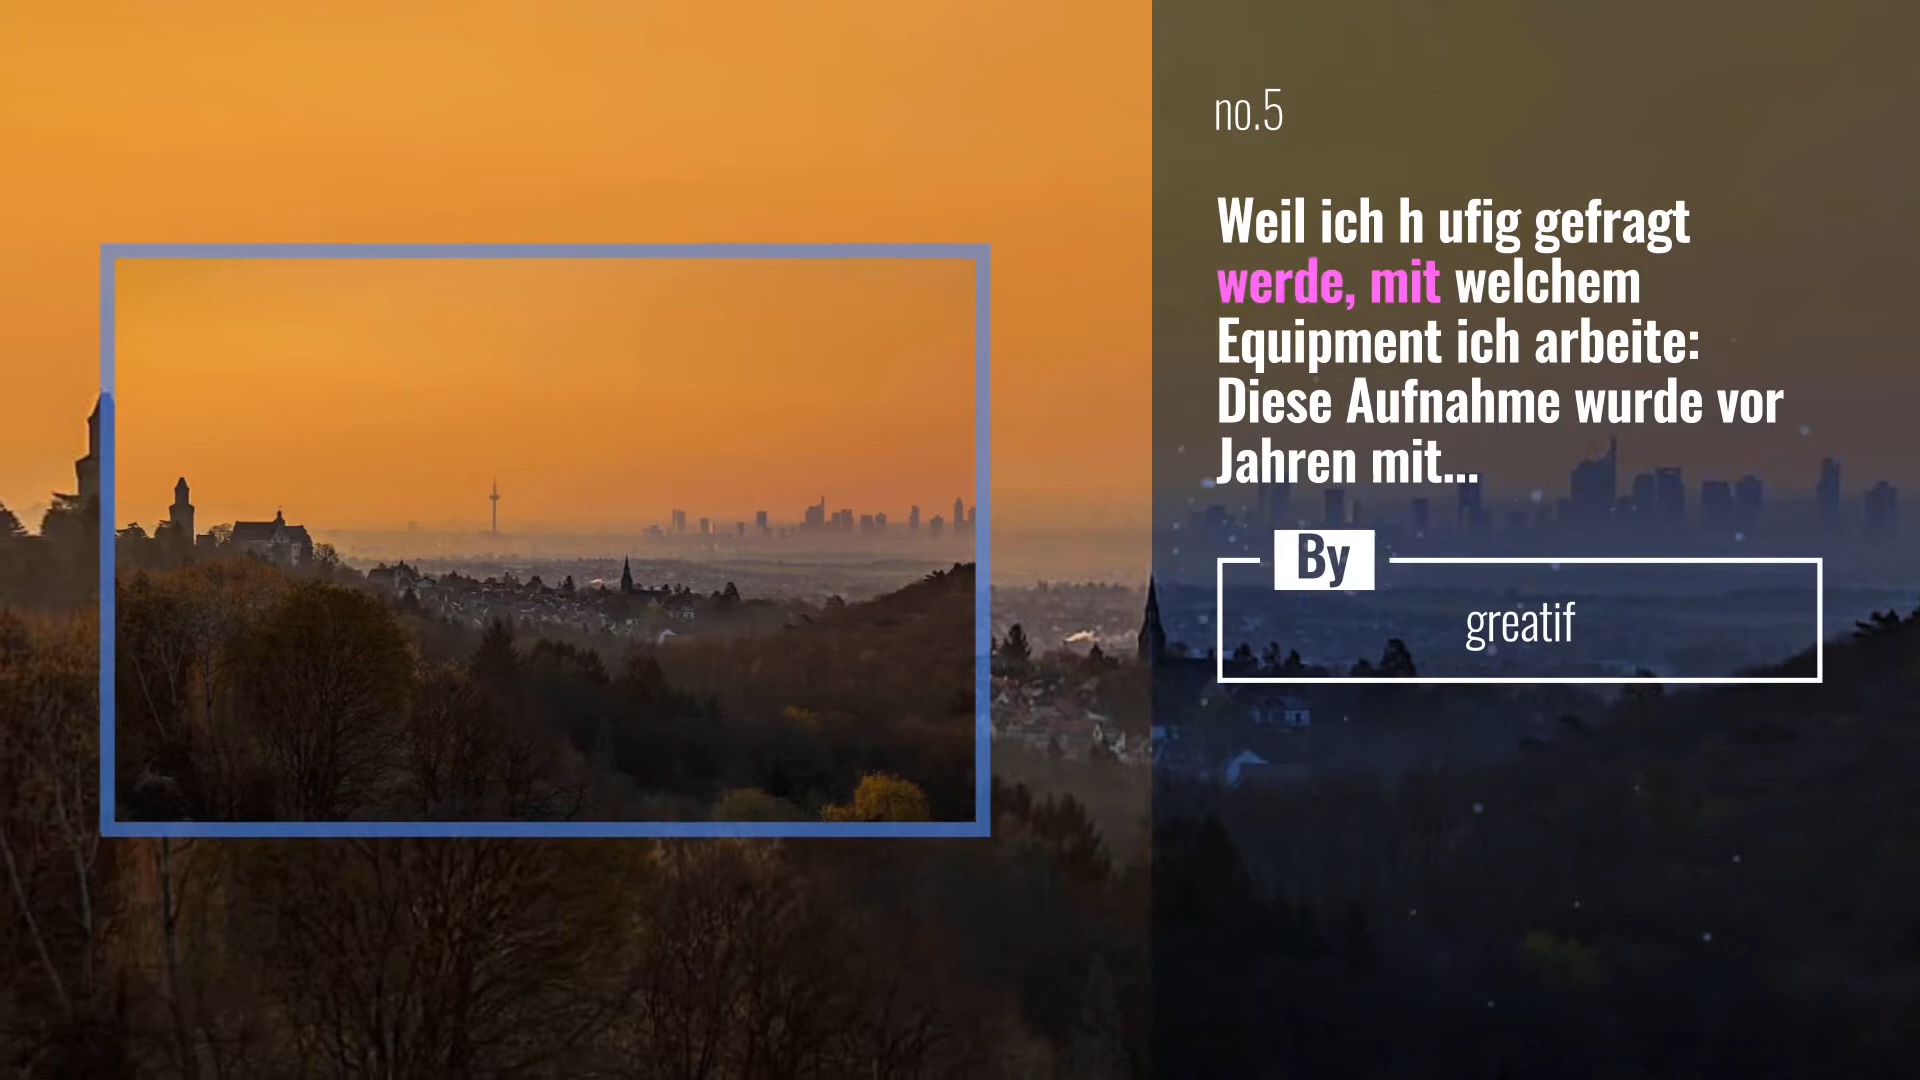 no.5
Weil ich h ufig gefragt
werde, mit welchem
Equipment ich arbeite:
Diese Aufnahme wurde vor
Jahren mit...
By
greatif